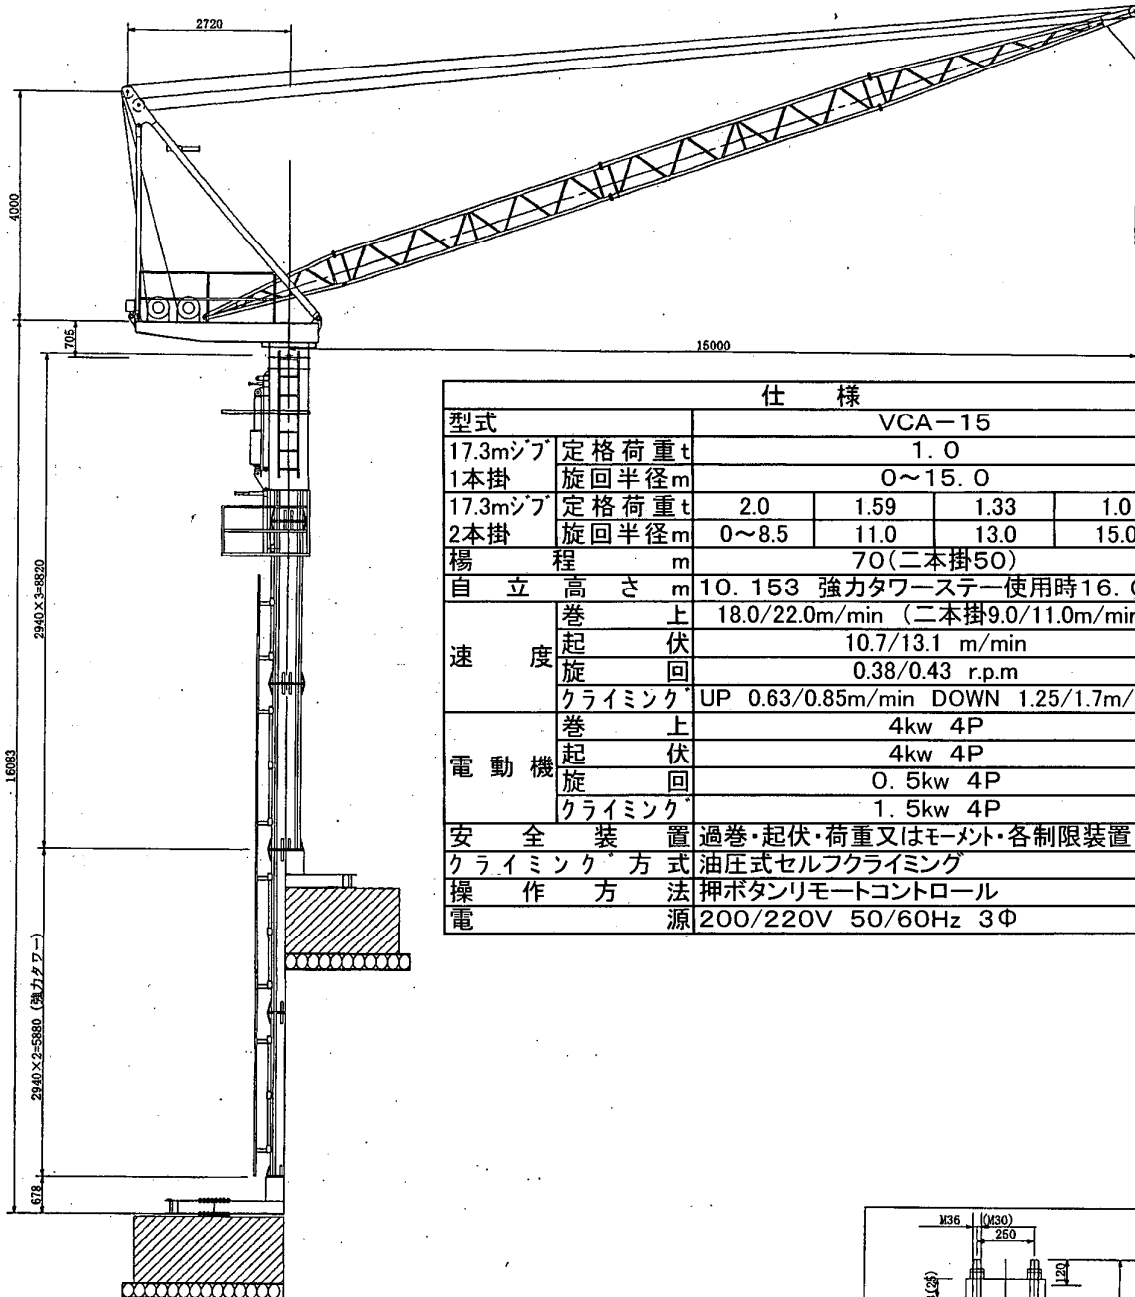 2720
4000
705
15000
2940×3=8820
16083
2940×2=5880 (強力タワー)
678
仕 様
型式 VCA-15
17.3mジブ 定格荷重t 1.0
1本掛 旋回半径m 0~15.0
17.3mジブ 定格荷重t 2.0 1.59 1.33 1.0
2本掛 旋回半径m 0~8.5 11.0 13.0 15.0
楊程 m 70(二本掛50)
自立高さ m 10.153 強力タワーステー使用時16.0
速度 巻上 18.0/22.0m/min (二本掛9.0/11.0m/min
起伏 10.7/13.1 m/min
旋回 0.38/0.43 r.p.m
クライミング UP 0.63/0.85m/min DOWN 1.25/1.7m/
電動機 巻上 4kw 4P
起伏 4kw 4P
旋回 0.5kw 4P
クライミング 1.5kw 4P
安全装置 過巻・起伏・荷重又はモーメント・各制限装置
クライミング方式 油圧式セルフクライミング
操作方法 押ボタンリモートコントロール
電源 200/220V 50/60Hz 3Φ
M36 (M30)
250
120